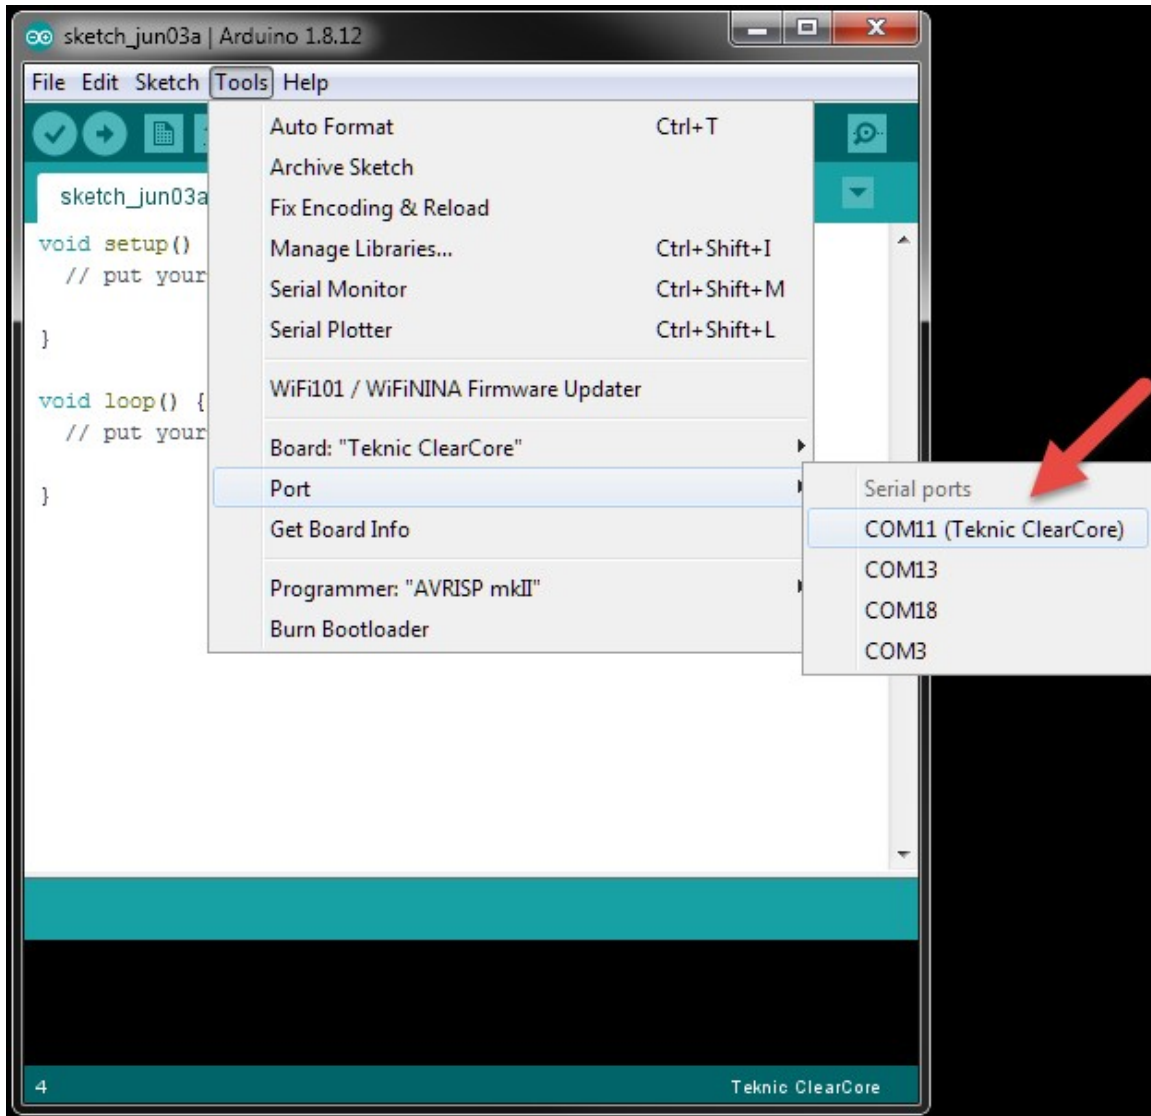 sketch_jun03a | Arduino 1.8.12
File Edit Sketch Tools Help
sketch_jun03a
void setup()
// put your
}
void loop() {
// put your
}
Auto Format Ctrl+T
Archive Sketch
Fix Encoding & Reload
Manage Libraries... Ctrl+Shift+I
Serial Monitor Ctrl+Shift+M
Serial Plotter Ctrl+Shift+L
WiFi101 / WiFiNINA Firmware Updater
Board: "Teknic ClearCore"
Port
Get Board Info
Programmer: "AVRISP mkII"
Burn Bootloader
Serial ports
COM11 (Teknic ClearCore)
COM13
COM18
COM3
4 Teknic ClearCore